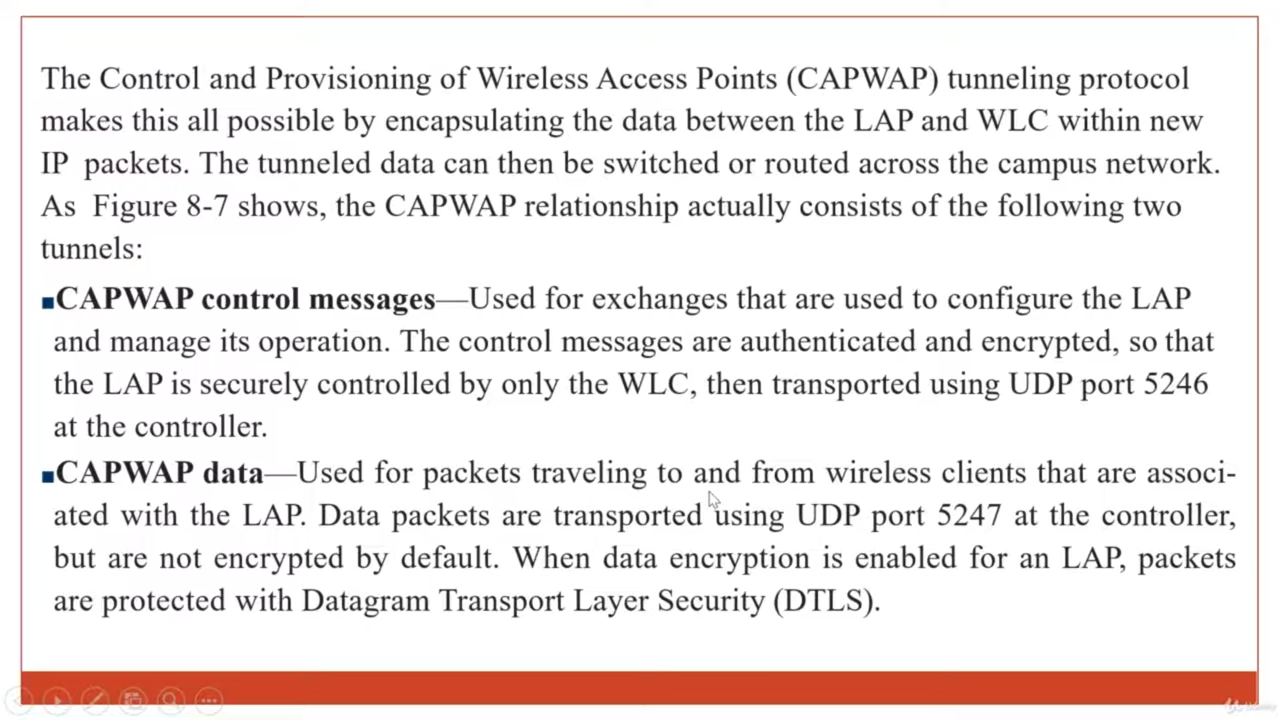 The Control and Provisioning of Wireless Access Points (CAPWAP) tunneling protocol
makes this all possible by encapsulating the data between the LAP and WLC within new
IP packets. The tunneled data can then be switched or routed across the campus network.
As Figure 8-7 shows, the CAPWAP relationship actually consists of the following two
tunnels:
■CAPWAP control messages—Used for exchanges that are used to configure the LAP
and manage its operation. The control messages are authenticated and encrypted, so that
the LAP is securely controlled by only the WLC, then transported using UDP port 5246
at the controller.
■CAPWAP data—Used for packets traveling to and from wireless clients that are associ-
ated with the LAP. Data packets are transported using UDP port 5247 at the controller,
but are not encrypted by default. When data encryption is enabled for an LAP, packets
are protected with Datagram Transport Layer Security (DTLS).